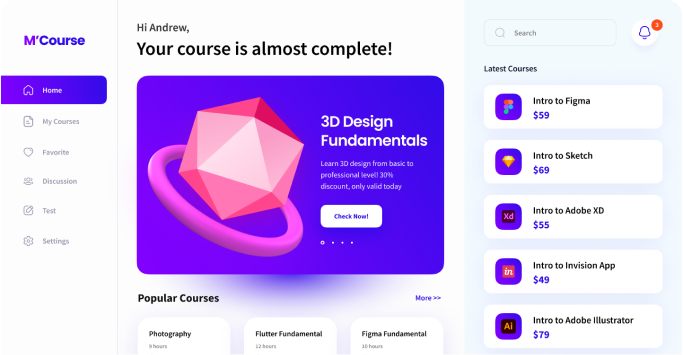 M'Course
Home
My Courses
Favorite
Discussion
Test
Settings
Hi Andrew,
Your course is almost complete!
3D Design
Fundamentals
Learn 3D design from basic to
professional level! 30%
discount, only valid today
Check Now!
Popular Courses
More >>
Photography
9 hours
Flutter Fundamental
12 hours
Figma Fundamental
10 hours
Search
3
Latest Courses
Intro to Figma
$59
Intro to Sketch
$69
Xd
Intro to Adobe XD
$55
in
Intro to Invision App
$49
Ai
Intro to Adobe Illustrator
$79